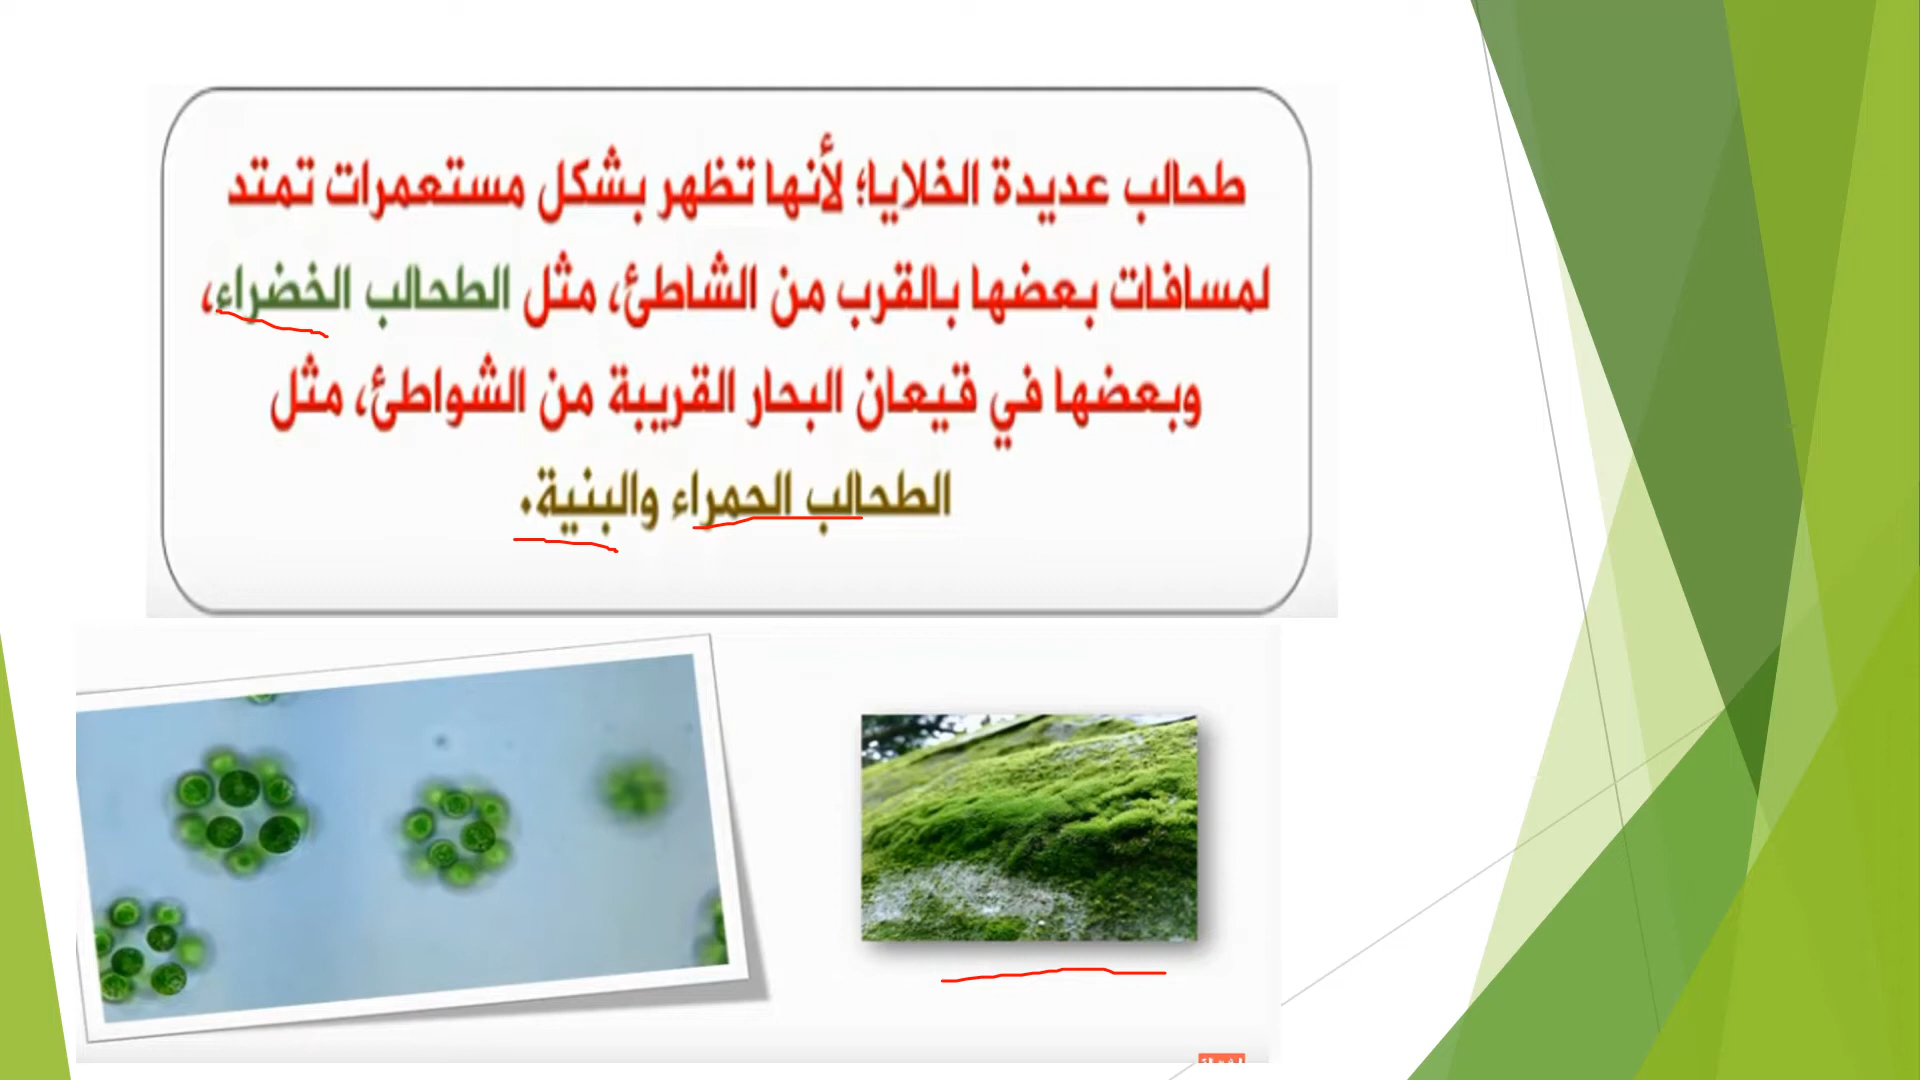 طحالب عديدة الخلايا؛ لأنها تظهر بشكل مستعمرات تمتد
لمسافات بعضها بالقرب من الشاطئ، مثل الطحالب الخضراء،
وبعضها في قيعان البحار القريبة من الشواطئ، مثل
الطحالب الحمراء والبنية.